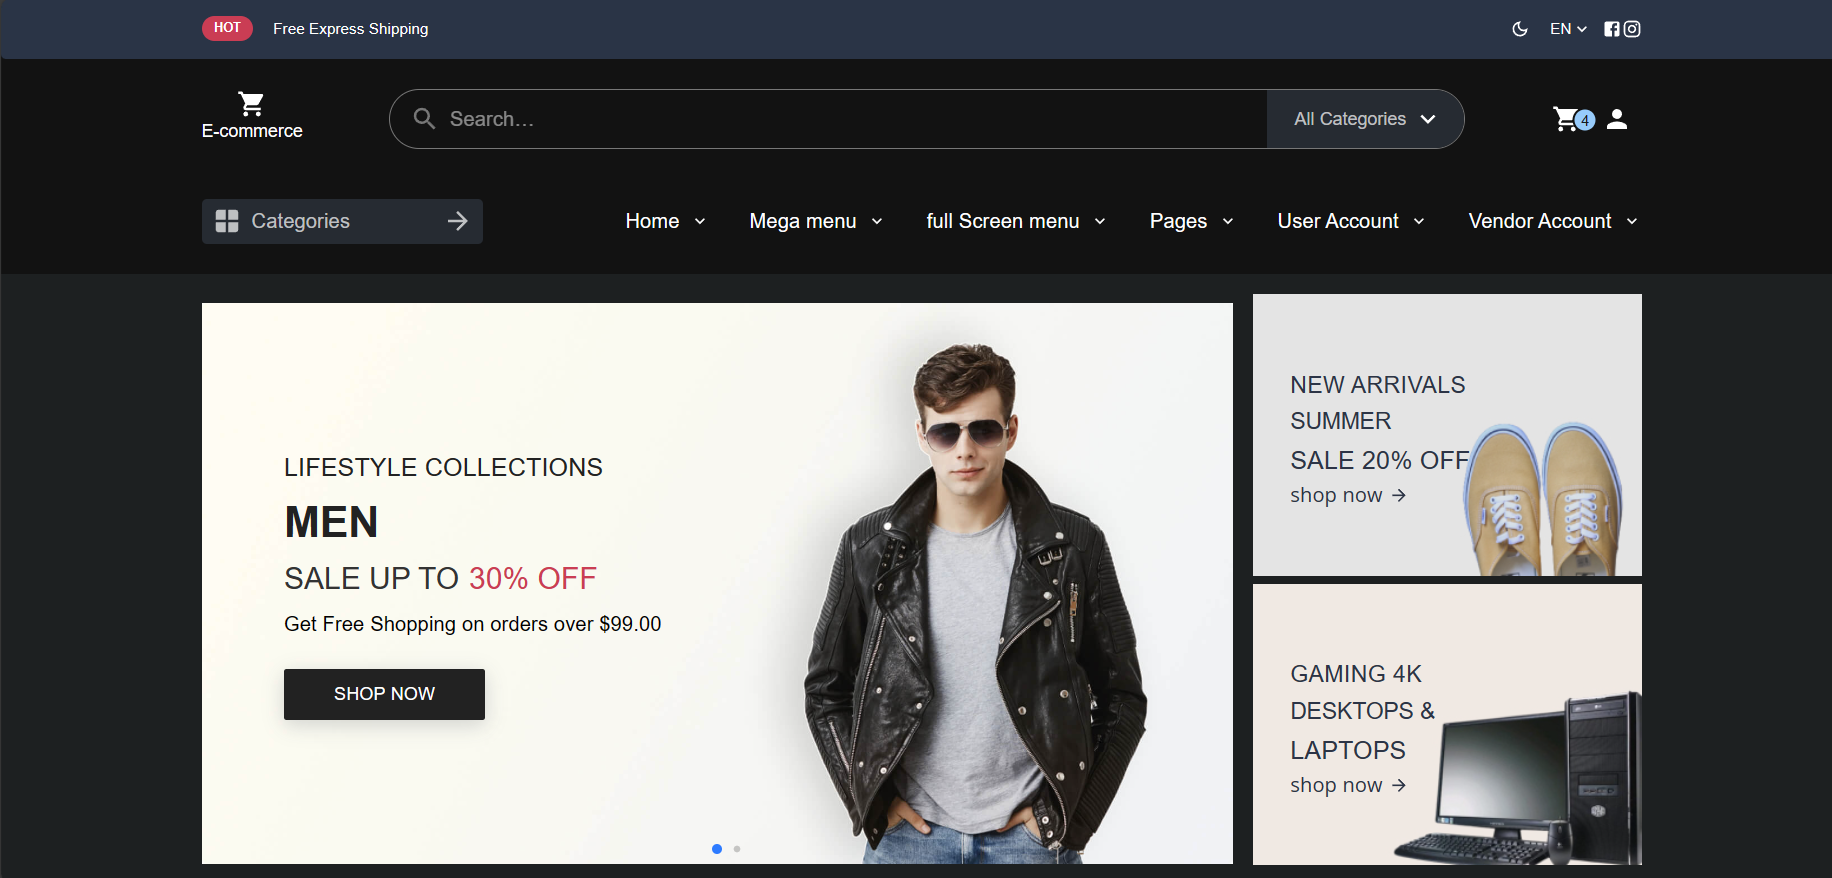 HOT Free Express Shipping EN
E-commerce
Search...
All Categories
4
Categories
Home Mega menu full Screen menu Pages User Account Vendor Account
LIFESTYLE COLLECTIONS
MEN
SALE UP TO 30% OFF
Get Free Shopping on orders over $99.00
SHOP NOW
NEW ARRIVALS
SUMMER
SALE 20% OFF
shop now →
GAMING 4K
DESKTOPS &
LAPTOPS
shop now →